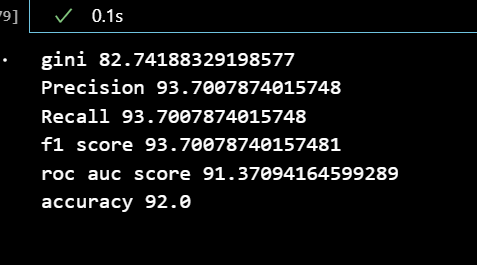 79]
0.1s
gini 82.74188329198577
Precision 93.7007874015748
Recall 93.7007874015748
f1 score 93.70078740157481
roc auc score 91.37094164599289
accuracy 92.0